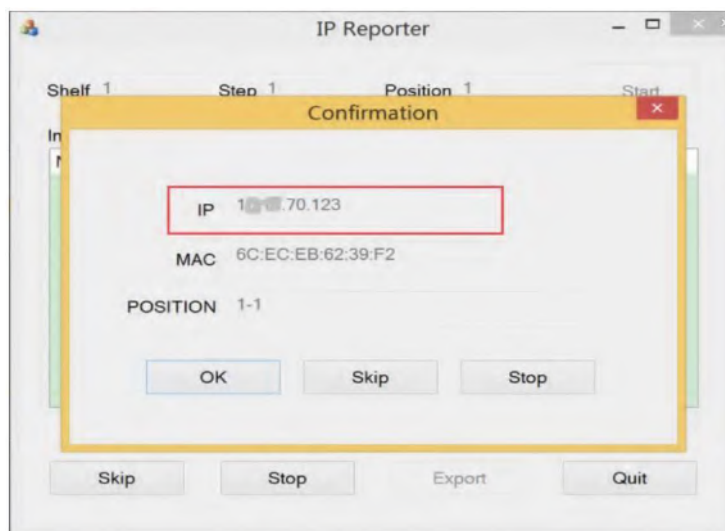 IP Reporter
Shelf 1 Step 1 Position 1 Start
Confirmation
IP .70.123
MAC 6C:EC:EB:62:39:F2
POSITION 1-1
OK Skip Stop
Skip Stop Export Quit